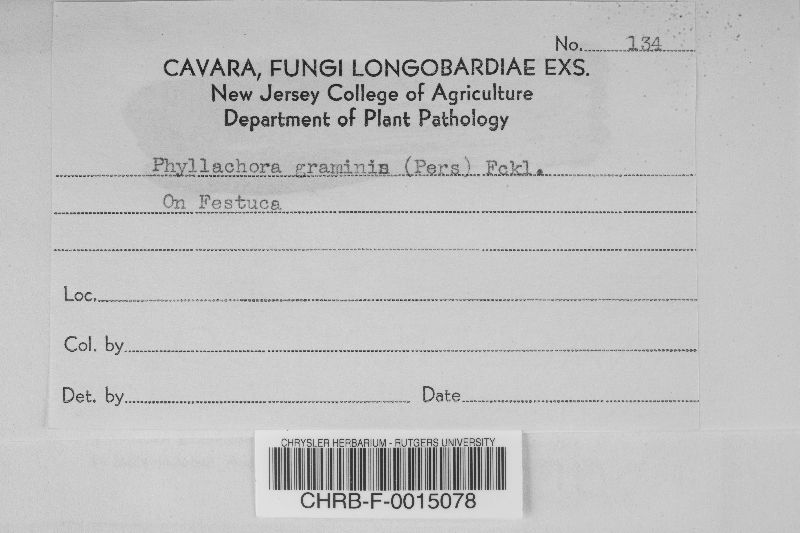 No. 134
CAVARA, FUNGI LONGOBARDIAE EXS.
New Jersey College of Agriculture
Department of Plant Pathology
Phyllachora graminis (Pers) Fckl.
On Festuca
Loc.
Col. by
Det. by Date
CHRYSLER HERBARIUM - RUTGERS UNIVERSITY
CHRB-F-0015078